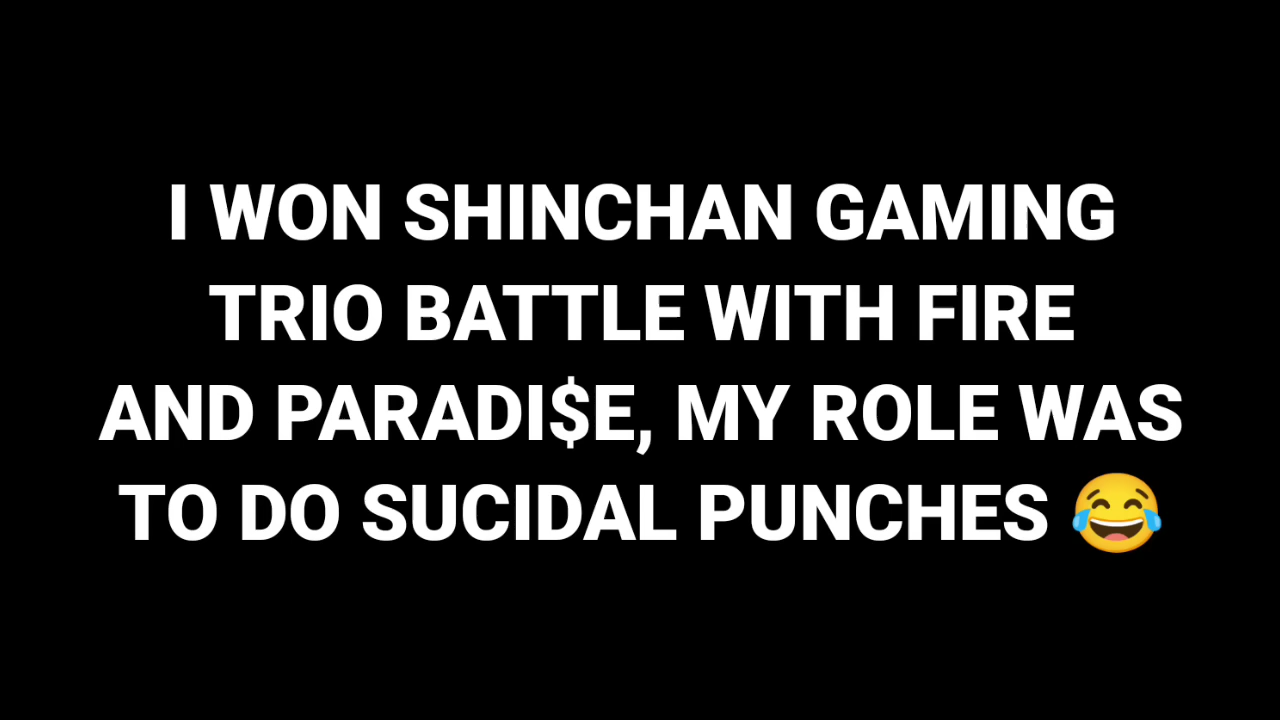 I WON SHINCHAN GAMING
TRIO BATTLE WITH FIRE
AND PARADI$E, MY ROLE WAS
TO DO SUCIDAL PUNCHES 😂